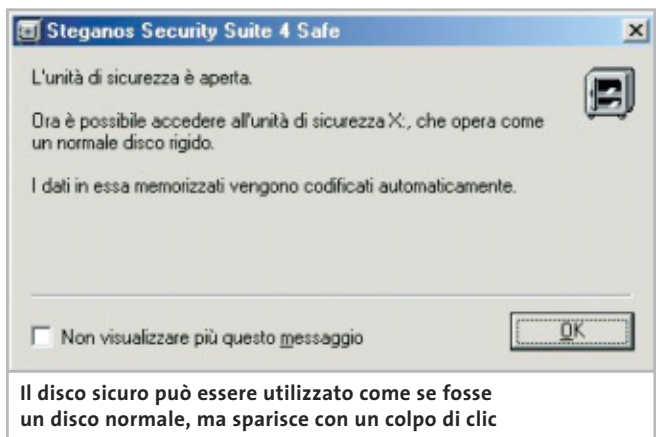 Steganos Security Suite 4 Safe
L'unità di sicurezza è aperta.
Ora è possibile accedere all'unità di sicurezza X:, che opera come
un normale disco rigido.
I dati in essa memorizzati vengono codificati automaticamente.
Non visualizzare più questo messaggio
OK
Il disco sicuro può essere utilizzato come se fosse
un disco normale, ma sparisce con un colpo di clic